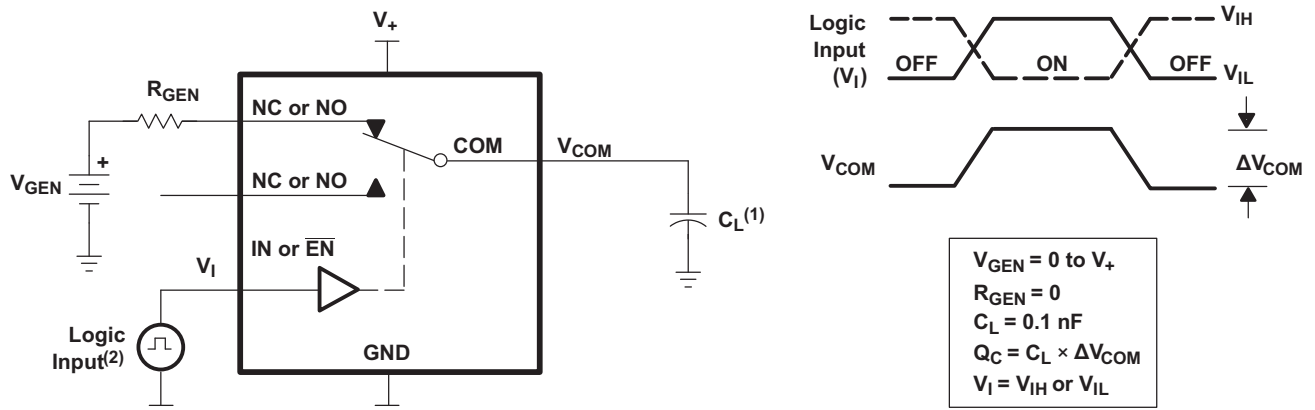 V+
RGEN
NC or NO
COM
VCOM
VGEN
+
NC or NO
CL(1)
IN or EN
VI
Logic
Input(2)
GND
Logic
Input
(VI)
OFF
ON
OFF
VIH
VIL
VCOM
ΔVCOM
VGEN = 0 to V+
RGEN = 0
CL = 0.1 nF
QC = CL × ΔVCOM
VI = VIH or VIL